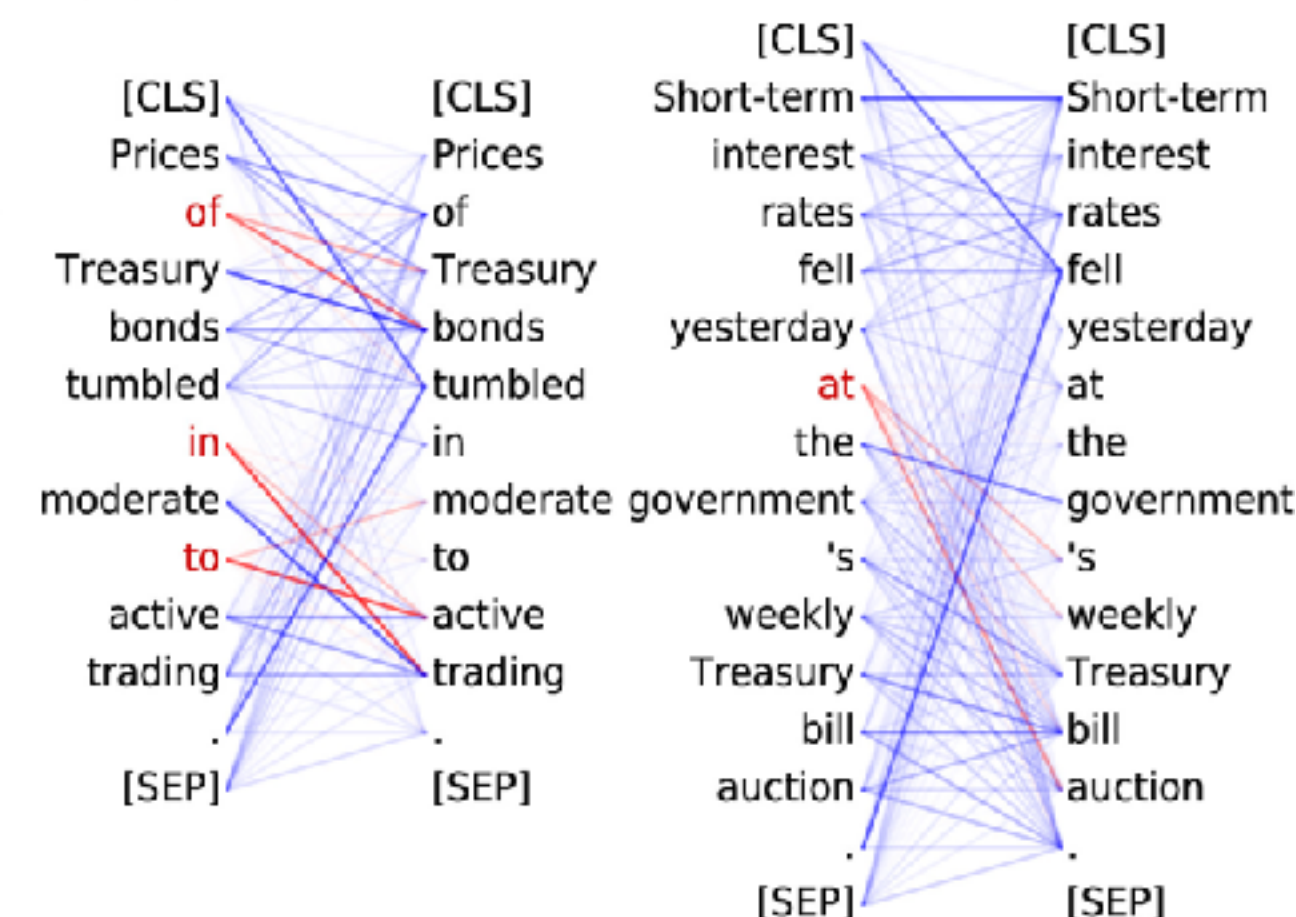 [CLS] [CLS]
Prices Prices
of of
Treasury Treasury
bonds bonds
tumbled tumbled
in in
moderate moderate
to to
active active
trading trading
. .
[SEP] [SEP]
[CLS] [CLS]
Short-term Short-term
interest interest
rates rates
fell fell
yesterday yesterday
at at
the the
government government
's 's
weekly weekly
Treasury Treasury
bill bill
auction auction
. .
[SEP] [SEP]